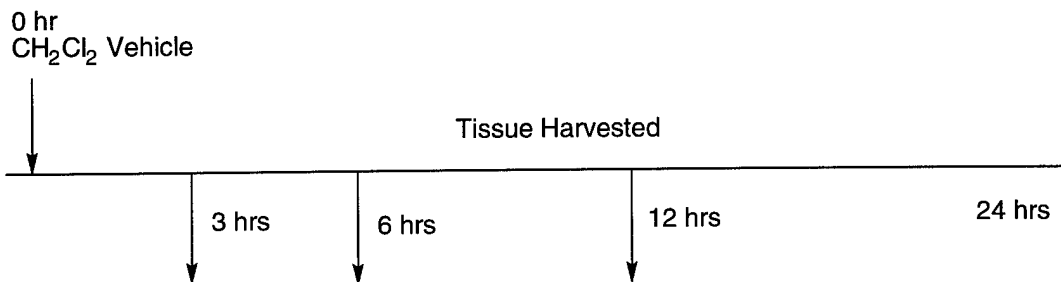 0 hr
CH₂Cl₂ Vehicle
Tissue Harvested
3 hrs
6 hrs
12 hrs
24 hrs